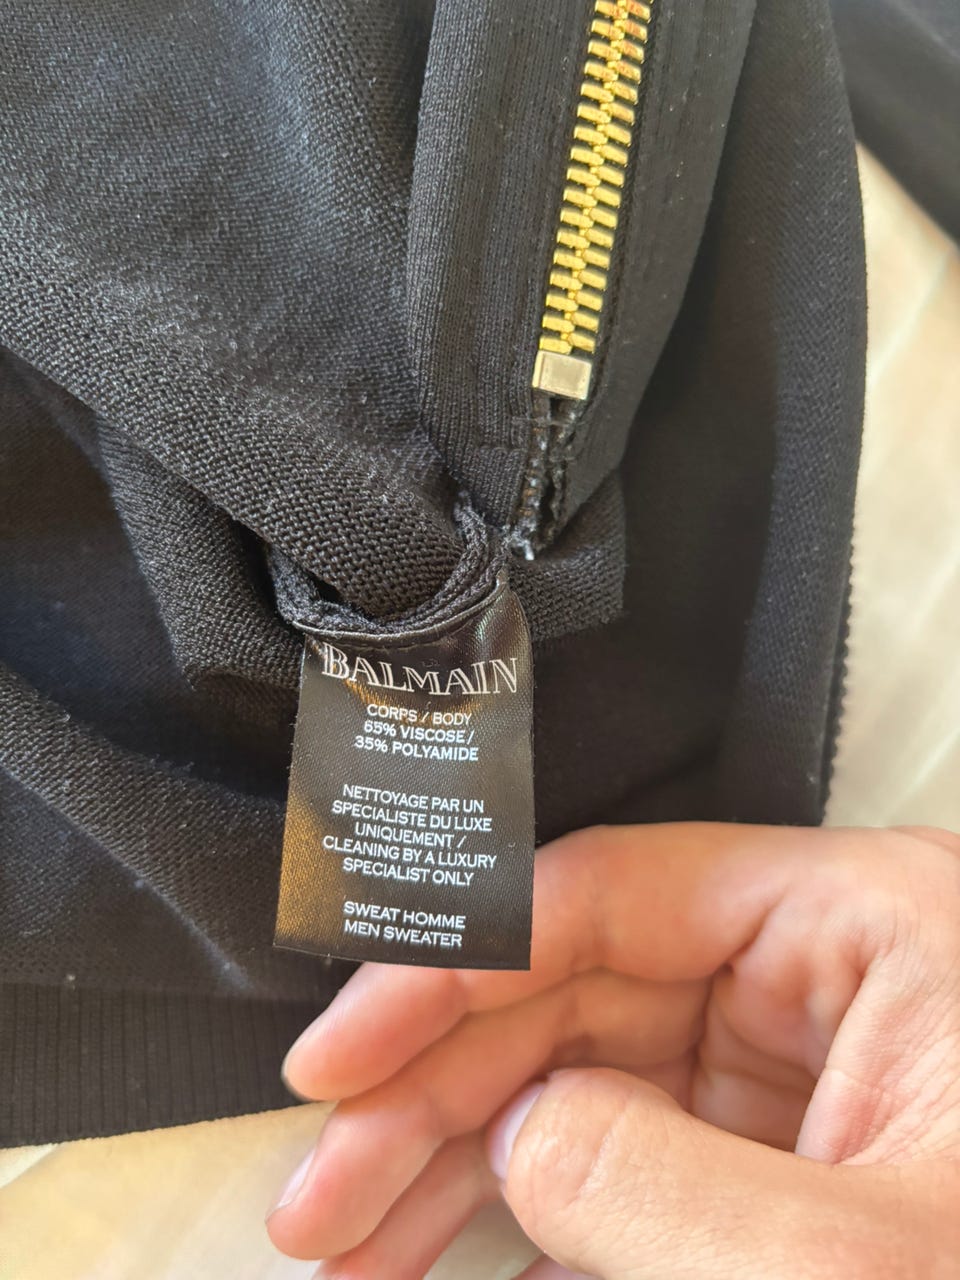 BALMAIN
CORPS / BODY
65% VISCOSE /
35% POLYAMIDE
NETTOYAGE PAR UN
SPECIALISTE DU LUXE
UNIQUEMENT /
CLEANING BY A LUXURY
SPECIALIST ONLY
SWEAT HOMME
MEN SWEATER